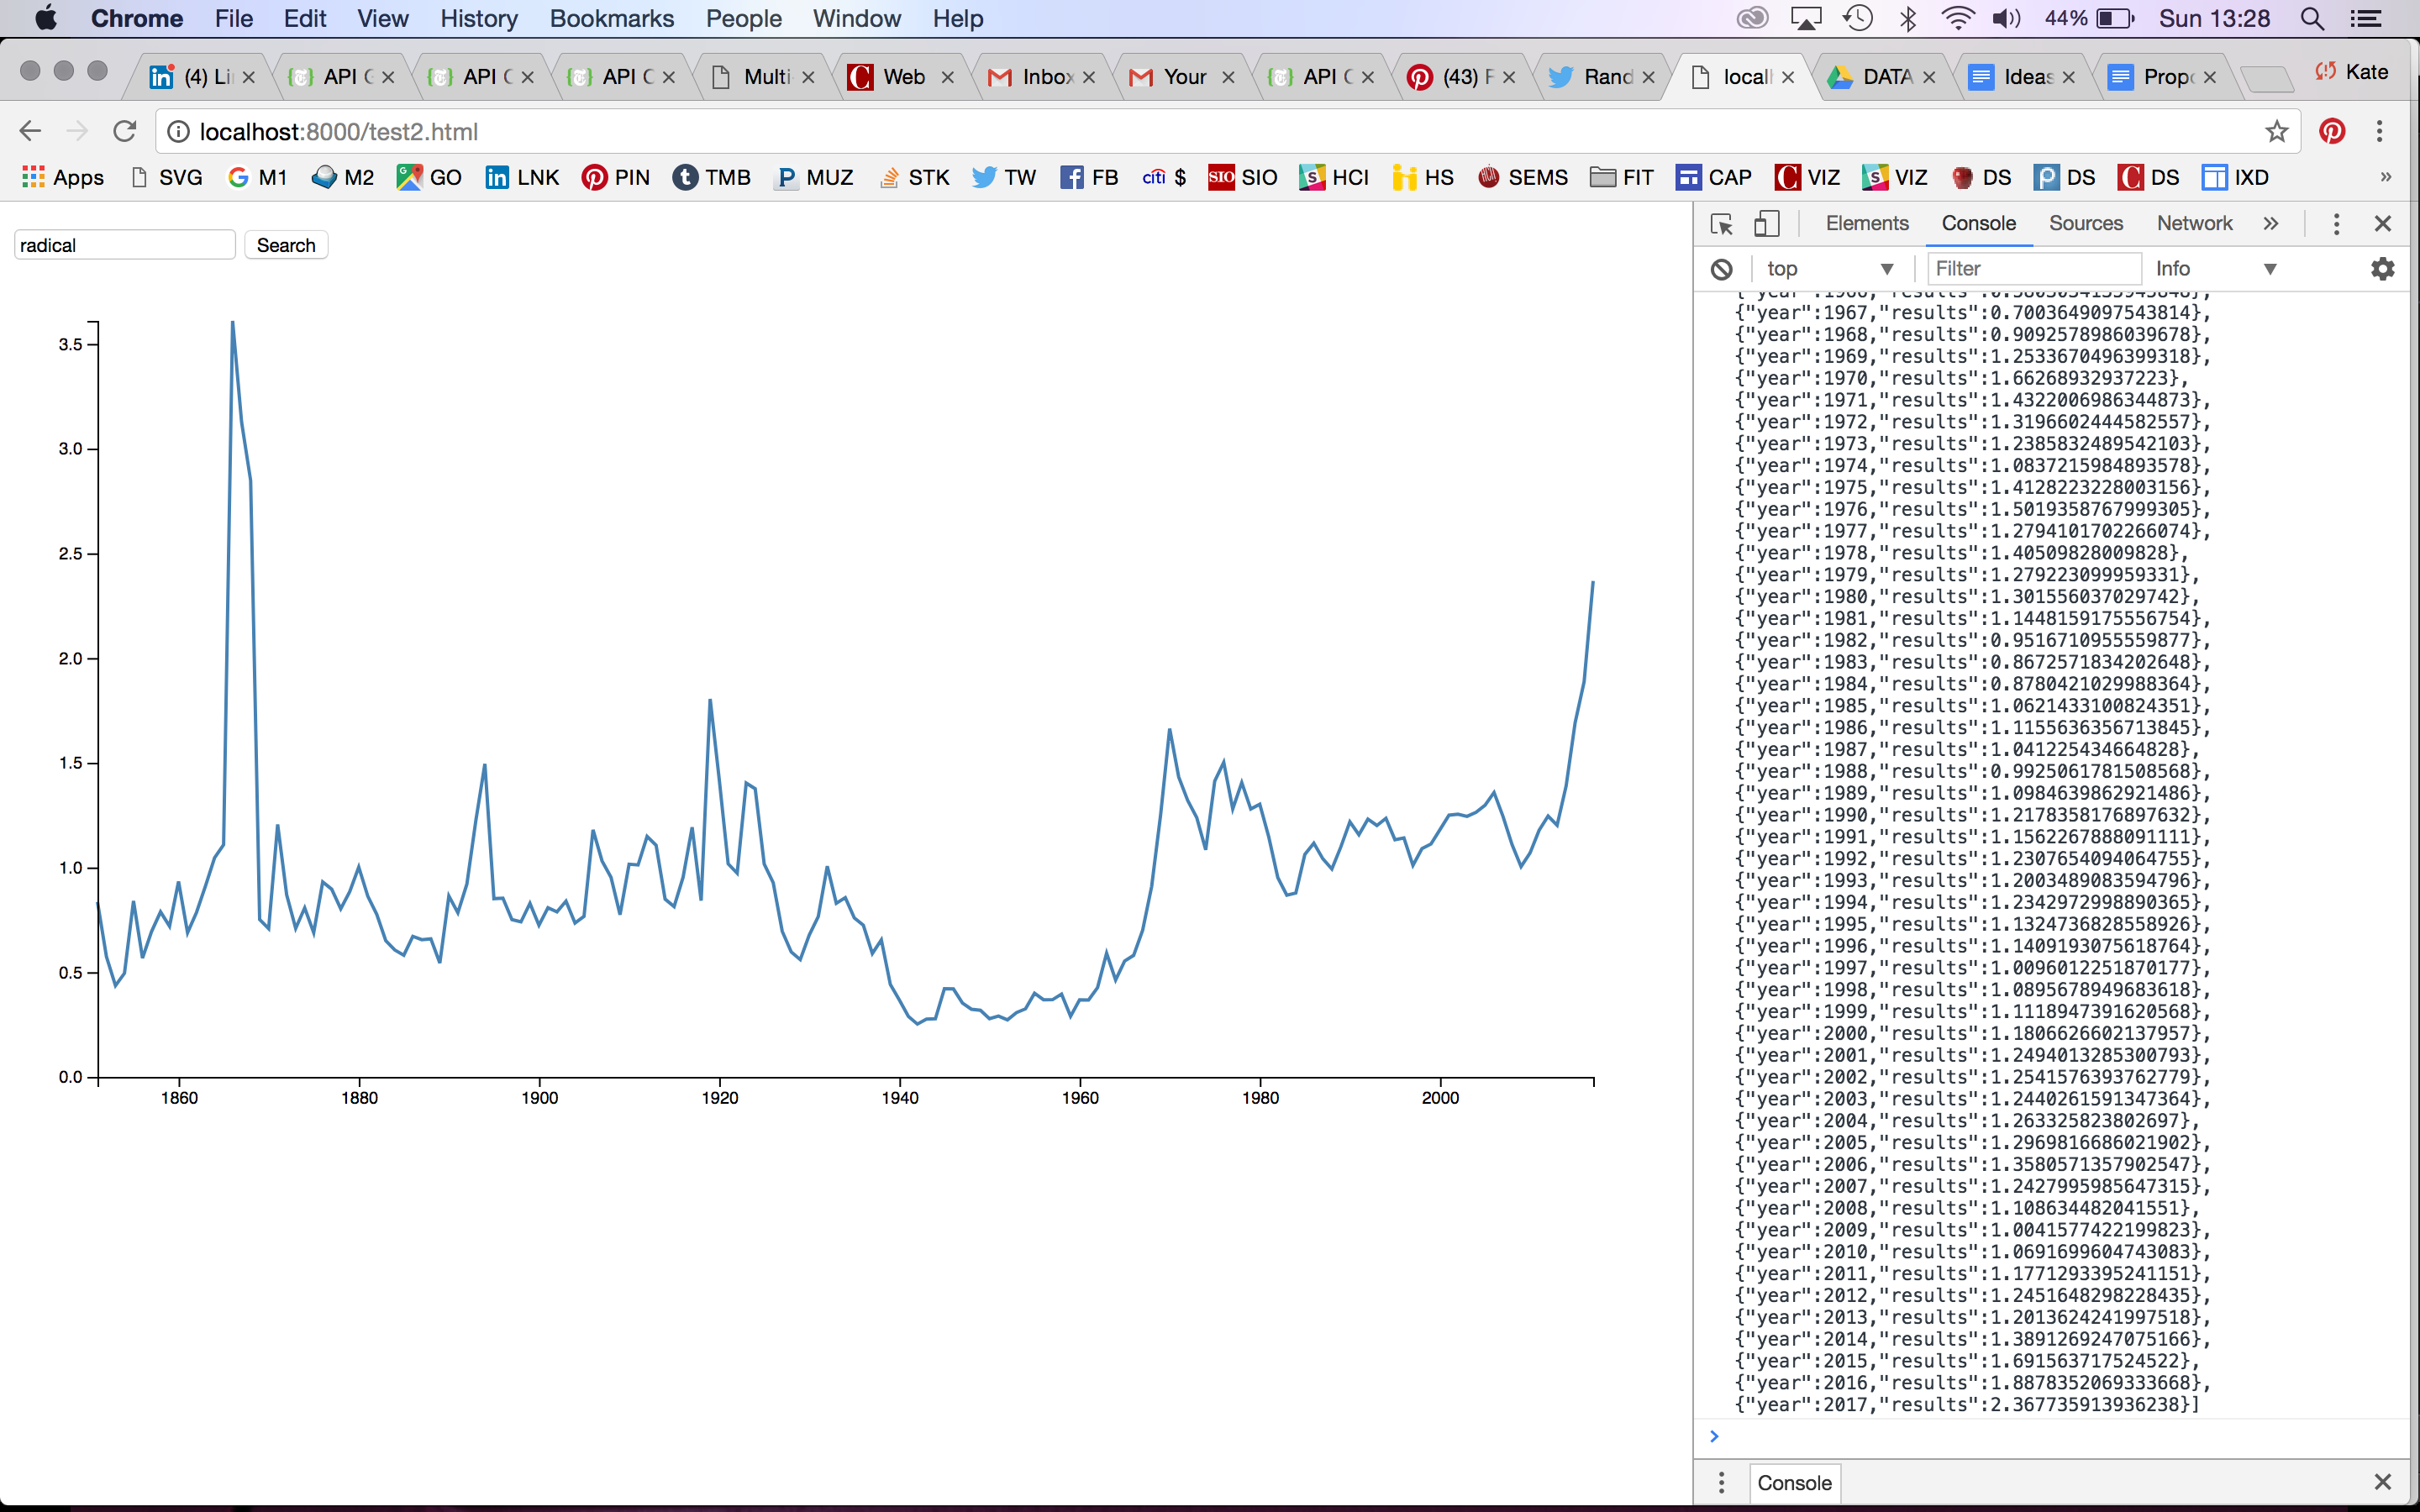 Chrome File Edit View History Bookmarks People Window Help 44% Sun 13:28
(4) Li API G API C API C Multi Web Inbox Your API C (43) F Rand local DATA Ideas Prop Kate
localhost:8000/test2.html
Apps SVG M1 M2 GO LNK PIN TMB MUZ STK TW FB citi $ SIO SIO HCI HS SEMS FIT CAP VIZ VIZ DS DS DS IXD »
radical Search
Elements Console Sources Network »
top Filter Info
3.5
3.0
2.5
2.0
1.5
1.0
0.5
0.0
1860 1880 1900 1920 1940 1960 1980 2000
{"year":1967,"results":0.7003649097543814},
{"year":1968,"results":0.9092578986039678},
{"year":1969,"results":1.2533670496399318},
{"year":1970,"results":1.66268932937223},
{"year":1971,"results":1.4322006986344873},
{"year":1972,"results":1.3196602444582557},
{"year":1973,"results":1.2385832489542103},
{"year":1974,"results":1.0837215984893578},
{"year":1975,"results":1.4128223228003156},
{"year":1976,"results":1.5019358767999305},
{"year":1977,"results":1.2794101702266074},
{"year":1978,"results":1.40509828009828},
{"year":1979,"results":1.279223099959331},
{"year":1980,"results":1.301556037029742},
{"year":1981,"results":1.1448159175556754},
{"year":1982,"results":0.9516710955559877},
{"year":1983,"results":0.8672571834202648},
{"year":1984,"results":0.8780421029988364},
{"year":1985,"results":1.0621433100824351},
{"year":1986,"results":1.1155636356713845},
{"year":1987,"results":1.041225434664828},
{"year":1988,"results":0.9925061781508568},
{"year":1989,"results":1.0984639862921486},
{"year":1990,"results":1.2178358176897632},
{"year":1991,"results":1.1562267888091111},
{"year":1992,"results":1.2307654094064755},
{"year":1993,"results":1.2003489083594796},
{"year":1994,"results":1.2342972998890365},
{"year":1995,"results":1.1324736828558926},
{"year":1996,"results":1.1409193075618764},
{"year":1997,"results":1.0096012251870177},
{"year":1998,"results":1.0895678949683618},
{"year":1999,"results":1.1118947391620568},
{"year":2000,"results":1.1806626602137957},
{"year":2001,"results":1.2494013285300793},
{"year":2002,"results":1.2541576393762779},
{"year":2003,"results":1.2440261591347364},
{"year":2004,"results":1.263325823802697},
{"year":2005,"results":1.2969816686021902},
{"year":2006,"results":1.3580571357902547},
{"year":2007,"results":1.2427995985647315},
{"year":2008,"results":1.108634482041551},
{"year":2009,"results":1.0041577422199823},
{"year":2010,"results":1.0691699604743083},
{"year":2011,"results":1.1771293395241151},
{"year":2012,"results":1.2451648298228435},
{"year":2013,"results":1.2013624241997518},
{"year":2014,"results":1.3891269247075166},
{"year":2015,"results":1.691563717524522},
{"year":2016,"results":1.8878352069333668},
{"year":2017,"results":2.367735913936238}]
Console